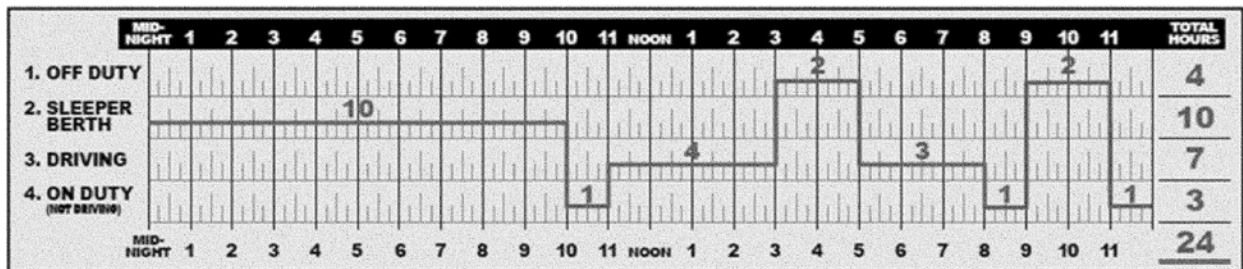 MID-NIGHT 1 2 3 4 5 6 7 8 9 10 11 NOON 1 2 3 4 5 6 7 8 9 10 11 TOTAL HOURS
1. OFF DUTY 2 2 4
2. SLEEPER BERTH 10 10
3. DRIVING 4 3 7
4. ON DUTY (NOT DRIVING) 1 1 1 3
MID-NIGHT 1 2 3 4 5 6 7 8 9 10 11 NOON 1 2 3 4 5 6 7 8 9 10 11 24